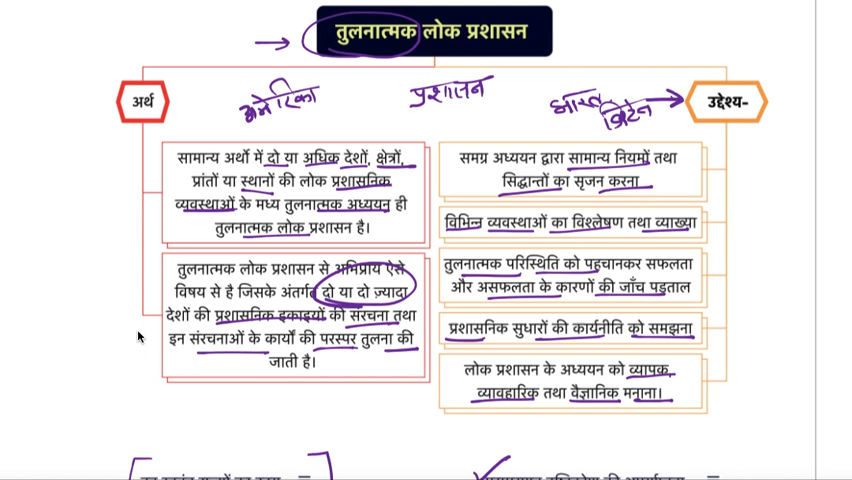 तुलनात्मक लोक प्रशासन
अर्थ
अमेरिका
प्रशासन
भारत
ब्रिटेन
उद्देश्य-
सामान्य अर्थो में दो या अधिक देशों, क्षेत्रों,
प्रांतों या स्थानों की लोक प्रशासनिक
व्यवस्थाओं के मध्य तुलनात्मक अध्ययन ही
तुलनात्मक लोक प्रशासन है।
तुलनात्मक लोक प्रशासन से अभिप्राय ऐसे
विषय से है जिसके अंतर्गत दो या दो ज़्यादा
देशों की प्रशासनिक इकाइयों की संरचना तथा
इन संरचनाओं के कार्यों की परस्पर तुलना की
जाती है।
समग्र अध्ययन द्वारा सामान्य नियमों तथा
सिद्धान्तों का सृजन करना
विभिन्न व्यवस्थाओं का विश्लेषण तथा व्याख्या
तुलनात्मक परिस्थिति को पहचानकर सफलता
और असफलता के कारणों की जाँच पड़ताल
प्रशासनिक सुधारों की कार्यनीति को समझना
लोक प्रशासन के अध्ययन को व्यापक,
व्यावहारिक तथा वैज्ञानिक मनाना।